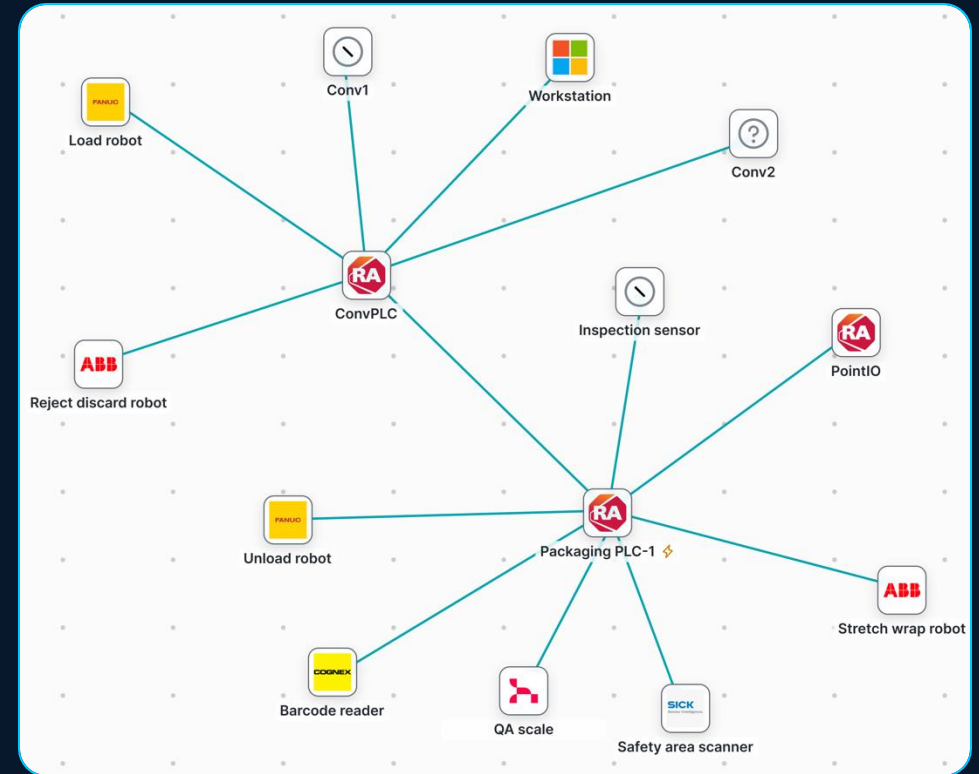 Conv1
Workstation
FANUC
Load robot
?
Conv2
RA
ConvPLC
Inspection sensor
RA
PointIO
ABB
Reject discard robot
FANUC
Unload robot
RA
Packaging PLC-1
ABB
Stretch wrap robot
COGNEX
Barcode reader
QA scale
SICK
Safety area scanner